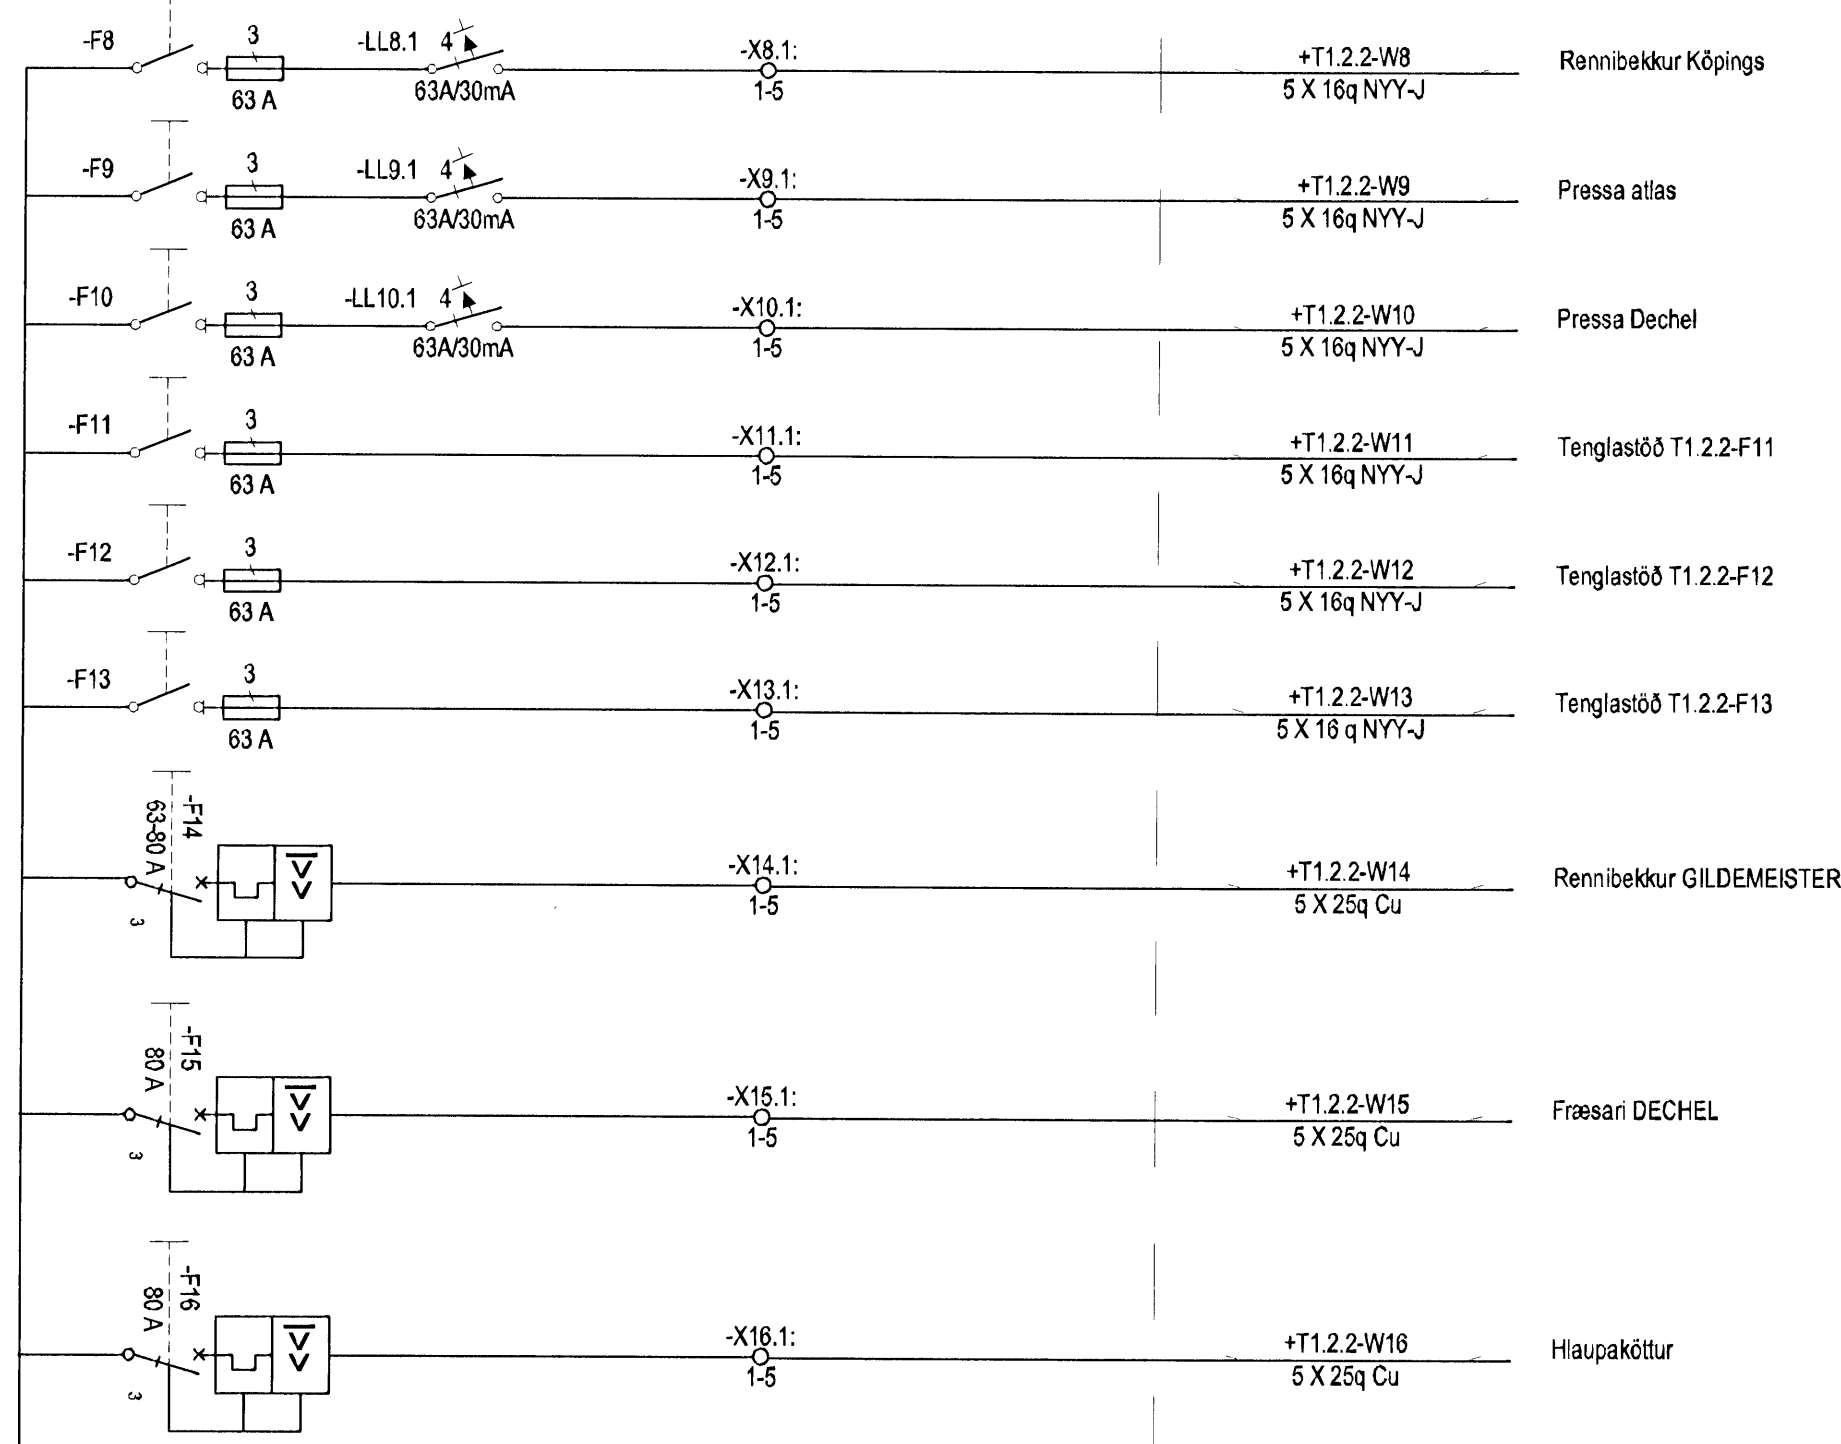 -F8
3
63 A
-LL8.1
4
63A/30mA
-X8.1:
1-5
+T1.2.2-W8
5 X 16q NYY-J
Rennibekkur Köpings
-F9
3
63 A
-LL9.1
4
63A/30mA
-X9.1:
1-5
+T1.2.2-W9
5 X 16q NYY-J
Pressa atlas
-F10
3
63 A
-LL10.1
4
63A/30mA
-X10.1:
1-5
+T1.2.2-W10
5 X 16q NYY-J
Pressa Dechel
-F11
3
63 A
-X11.1:
1-5
+T1.2.2-W11
5 X 16q NYY-J
Tenglastöð T1.2.2-F11
-F12
3
63 A
-X12.1:
1-5
+T1.2.2-W12
5 X 16q NYY-J
Tenglastöð T1.2.2-F12
-F13
3
63 A
-X13.1:
1-5
+T1.2.2-W13
5 X 16 q NYY-J
Tenglastöð T1.2.2-F13
-F14
63-80 A
3
-X14.1:
1-5
+T1.2.2-W14
5 X 25q Cu
Rennibekkur GILDEMEISTER
-F15
80 A
3
-X15.1:
1-5
+T1.2.2-W15
5 X 25q Cu
Fræsari DECHEL
-F16
80 A
3
-X16.1:
1-5
+T1.2.2-W16
5 X 25q Cu
Hlaupaköttur